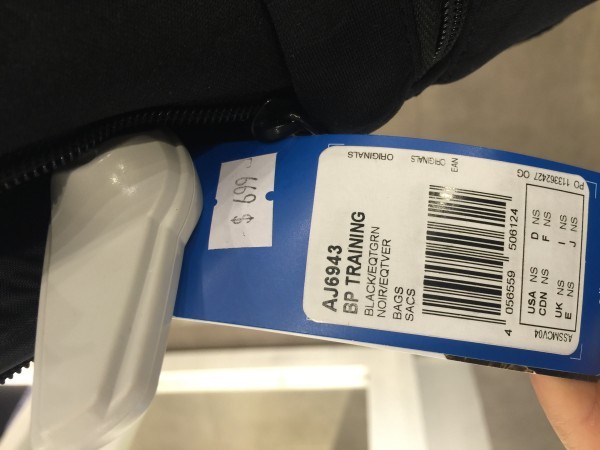 $ 699
ORIGINALS
AJ6943
BP TRAINING
BLACK/EQTGRN
NOIR/EQTVER
BAGS
SACS
ORIGINALS
EAN
4 056559 506124
PO 11362427 OG
USA NS D NS
CDN NS F NS
UK NS I NS
E NS J NS
ASSMCV04